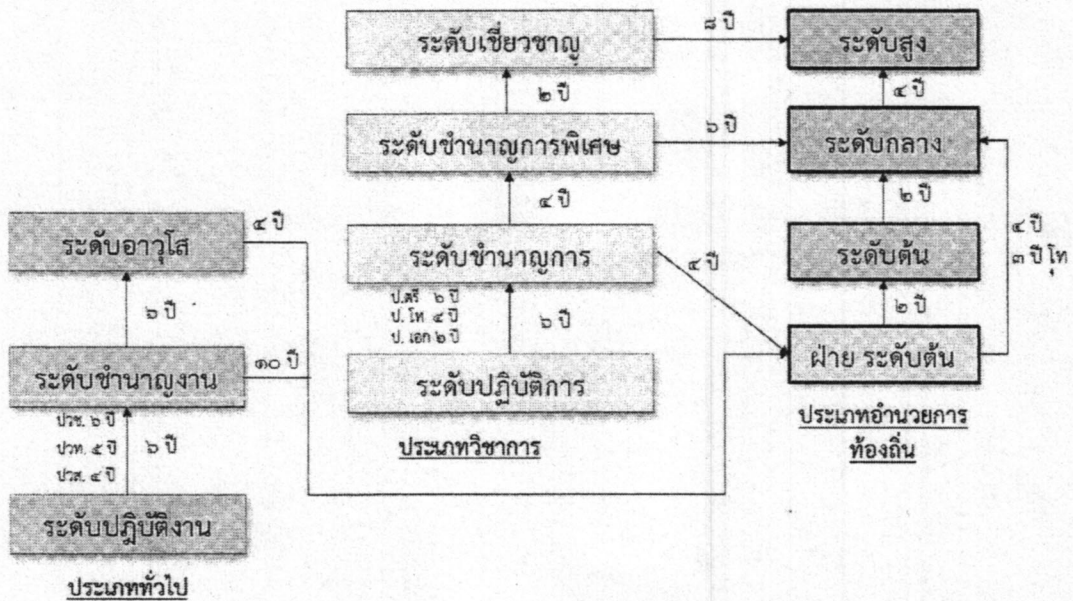 ระดับเชี่ยวชาญ
๘ ปี
ระดับสูง
๒ ปี
๔ ปี
ระดับชำนาญการพิเศษ
๖ ปี
ระดับกลาง
๔ ปี
๒ ปี
ระดับอาวุโส
๔ ปี
ระดับชำนาญการ
๔ ปี
ระดับต้น
๔ ปี
๓ ปี โท
๖ ปี
ป.ตรี ๖ ปี
ป. โท ๔ ปี
ป. เอก ๒ ปี
๖ ปี
๒ ปี
ระดับชำนาญงาน
๑๐ ปี
ระดับปฏิบัติการ
ฝ่าย ระดับต้น
ปวช. ๖ ปี
ปวท. ๕ ปี
ปวส. ๔ ปี
๖ ปี
ประเภทวิชาการ
ประเภทอำนวยการ
ท้องถิ่น
ระดับปฏิบัติงาน
ประเภททั่วไป